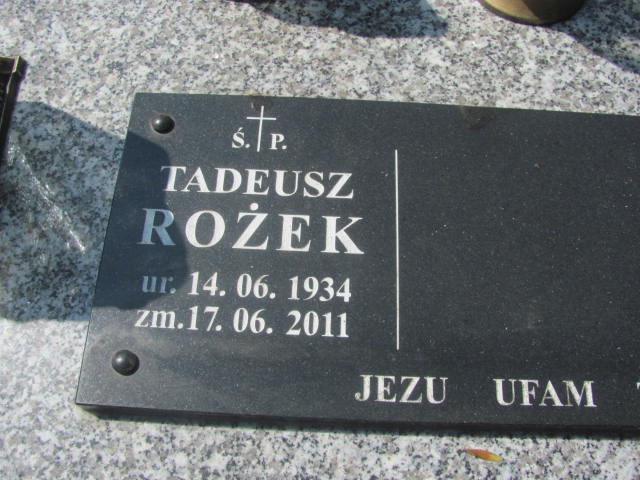 Ś. P.
TADEUSZ
ROŻEK
ur. 14. 06. 1934
zm.17. 06. 2011
JEZU UFAM